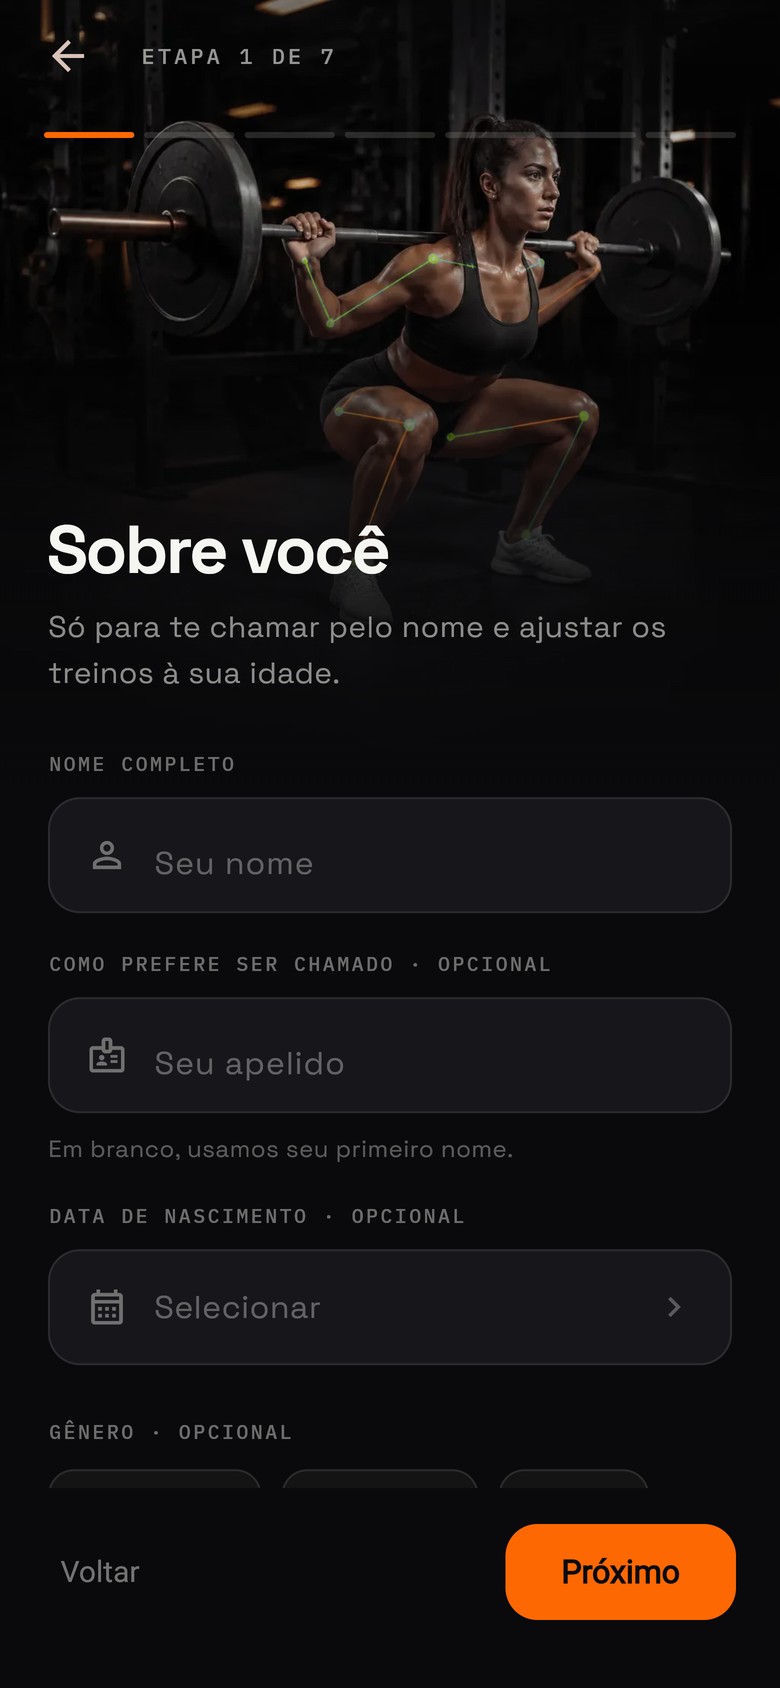 ETAPA 1 DE 7
Sobre você
Só para te chamar pelo nome e ajustar os
treinos à sua idade.
NOME COMPLETO
Seu nome
COMO PREFERE SER CHAMADO · OPCIONAL
Seu apelido
Em branco, usamos seu primeiro nome.
DATA DE NASCIMENTO · OPCIONAL
Selecionar
GÊNERO · OPCIONAL
Voltar
Próximo